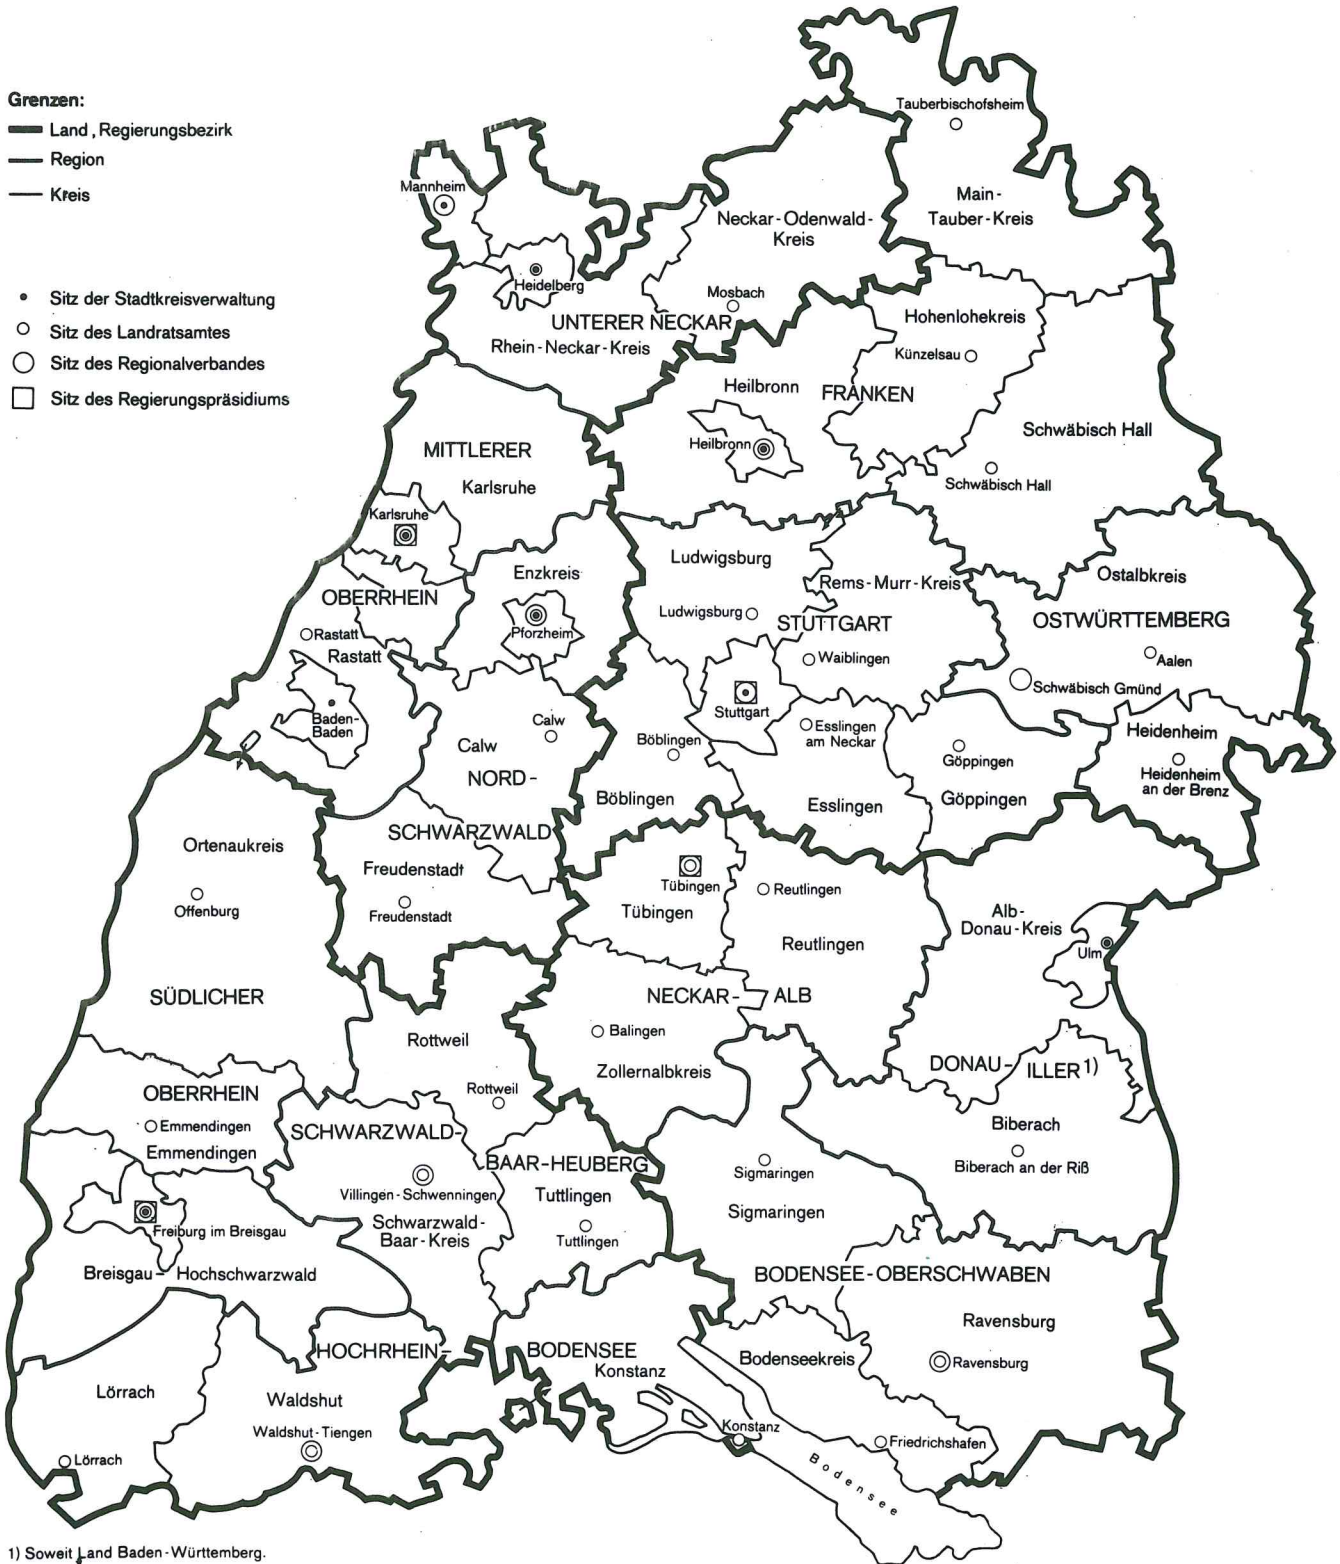 Grenzen:
Land, Regierungsbezirk
Region
Kreis
Sitz der Stadtkreisverwaltung
Sitz des Landratsamtes
Sitz des Regionalverbandes
Sitz des Regierungspräsidiums
Tauberbischofsheim
Main-
Tauber-Kreis
Mannheim
Neckar-Odenwald-
Kreis
Heidelberg
Mosbach
UNTERER NECKAR
Rhein-Neckar-Kreis
Hohenlohekreis
Künzelsau
Heilbronn
FRANKEN
Heilbronn
Schwäbisch Hall
Schwäbisch Hall
MITTLERER
Karlsruhe
Karlsruhe
Enzkreis
Pforzheim
OBERRHEIN
Rastatt
Rastatt
Baden-
Baden
Ludwigsburg
Ludwigsburg
Rems-Murr-Kreis
STUTTGART
Waiblingen
Stuttgart
Ostalbkreis
OSTWÜRTTEMBERG
Aalen
Schwäbisch Gmünd
Calw
Calw
NORD-
Böblingen
Böblingen
Esslingen
am Neckar
Esslingen
Göppingen
Göppingen
Heidenheim
Heidenheim
an der Brenz
SCHWARZWALD
Freudenstadt
Freudenstadt
Ortenaukreis
Offenburg
Tübingen
Tübingen
Reutlingen
Reutlingen
Alb-
Donau-Kreis
Ulm
SÜDLICHER
NECKAR-
ALB
Balingen
Zollernalbkreis
Rottweil
Rottweil
DONAU-
ILLER 1)
Biberach
Biberach an der Riß
OBERRHEIN
Emmendingen
Emmendingen
SCHWARZWALD-
BAAR-HEUBERG
Villingen-Schwenningen
Schwarzwald-
Baar-Kreis
Tuttlingen
Tuttlingen
Sigmaringen
Sigmaringen
Freiburg im Breisgau
Breisgau-
Hochschwarzwald
BODENSEE-OBERSCHWABEN
Ravensburg
Ravensburg
Bodenseekreis
HOCHRHEIN-
BODENSEE
Konstanz
Lörrach
Waldshut
Waldshut-Tiengen
Lörrach
Konstanz
Friedrichshafen
Bodensee
1) Soweit Land Baden-Württemberg.